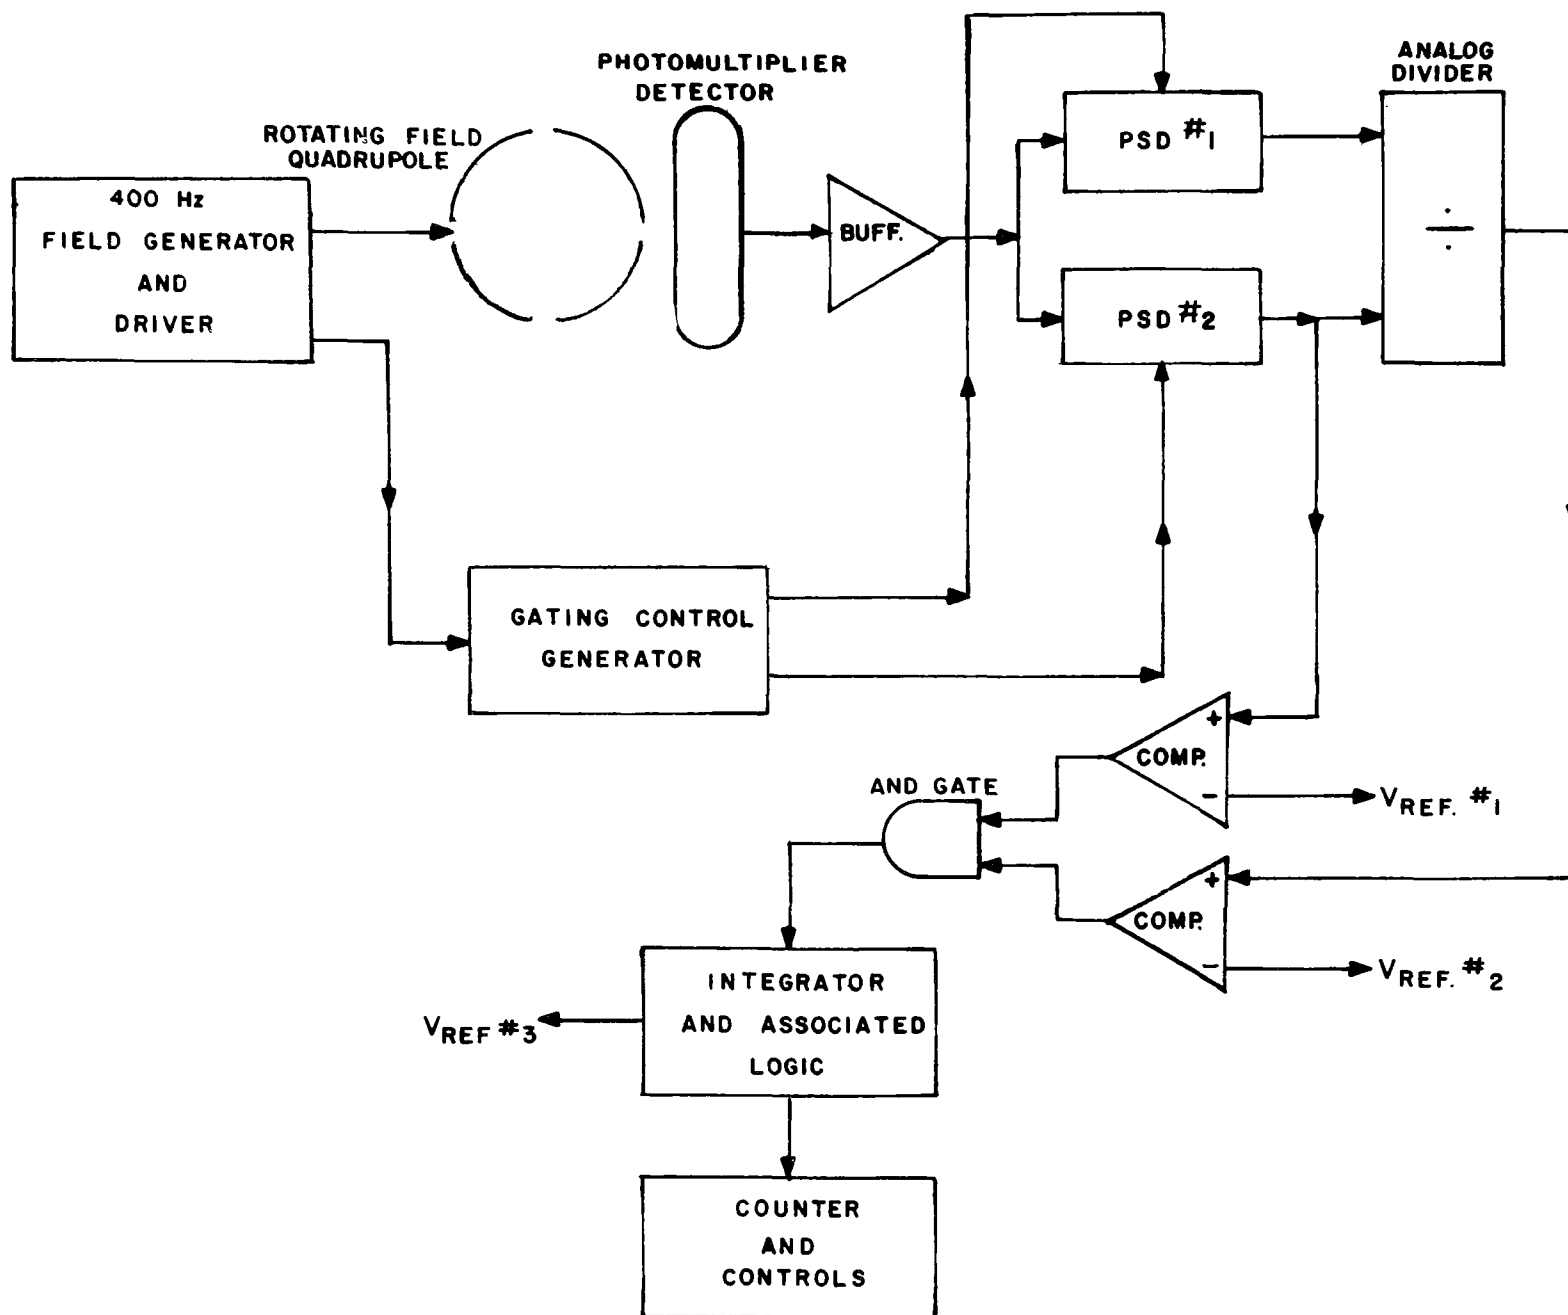 PHOTOMULTIPLIER
DETECTOR
ANALOG
DIVIDER
ROTATING FIELD
QUADRUPOLE
400 Hz
FIELD GENERATOR
AND
DRIVER
BUFF.
PSD #1
PSD #2
÷
GATING CONTROL
GENERATOR
+
COMP.
-
VREF. #1
AND GATE
+
COMP.
-
VREF. #2
INTEGRATOR
AND ASSOCIATED
LOGIC
VREF #3
COUNTER
AND
CONTROLS